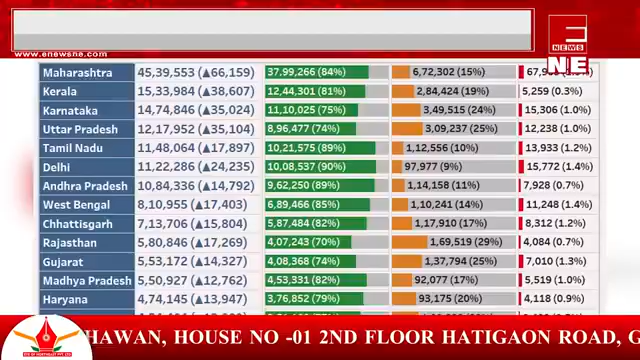 E
NEWS
www.enewshe.com
NE
Maharashtra 45,39,553 (▲66,159) 37,99,266 (84%) 6,72,302 (15%)
Kerala 15,33,984 (▲38,607) 12,44,301 (81%) 2,84,424 (19%) 5,259 (0.3%)
Karnataka 14,74,846 (▲35,024) 11,10,025 (75%) 3,49,515 (24%) 15,306 (1.0%)
Uttar Pradesh 12,17,952 (▲35,104) 8,96,477 (74%) 3,09,237 (25%) 12,238 (1.0%)
Tamil Nadu 11,48,064 (▲17,897) 10,21,575 (89%) 1,12,556 (10%) 13,933 (1.2%)
Delhi 11,22,286 (▲24,235) 10,08,537 (90%) 97,977 (9%) 15,772 (1.4%)
Andhra Pradesh 10,84,336 (▲14,792) 9,62,250 (89%) 1,14,158 (11%) 7,928 (0.7%)
West Bengal 8,10,955 (▲17,403) 6,89,466 (85%) 1,10,241 (14%) 11,248 (1.4%)
Chhattisgarh 7,13,706 (▲15,804) 5,87,484 (82%) 1,17,910 (17%) 8,312 (1.2%)
Rajasthan 5,80,846 (▲17,269) 4,07,243 (70%) 1,69,519 (29%) 4,084 (0.7%)
Gujarat 5,53,172 (▲14,327) 4,08,368 (74%) 1,37,794 (25%) 7,010 (1.3%)
Madhya Pradesh 5,50,927 (▲12,762) 4,53,331 (82%) 92,077 (17%) 5,519 (1.0%)
Haryana 4,74,145 (▲13,947) 3,76,852 (79%) 93,175 (20%) 4,118 (0.9%)
HAWAN, HOUSE NO -01 2ND FLOOR HATIGAON ROAD,
EYE OF NORTHEAST PVT. LTD.